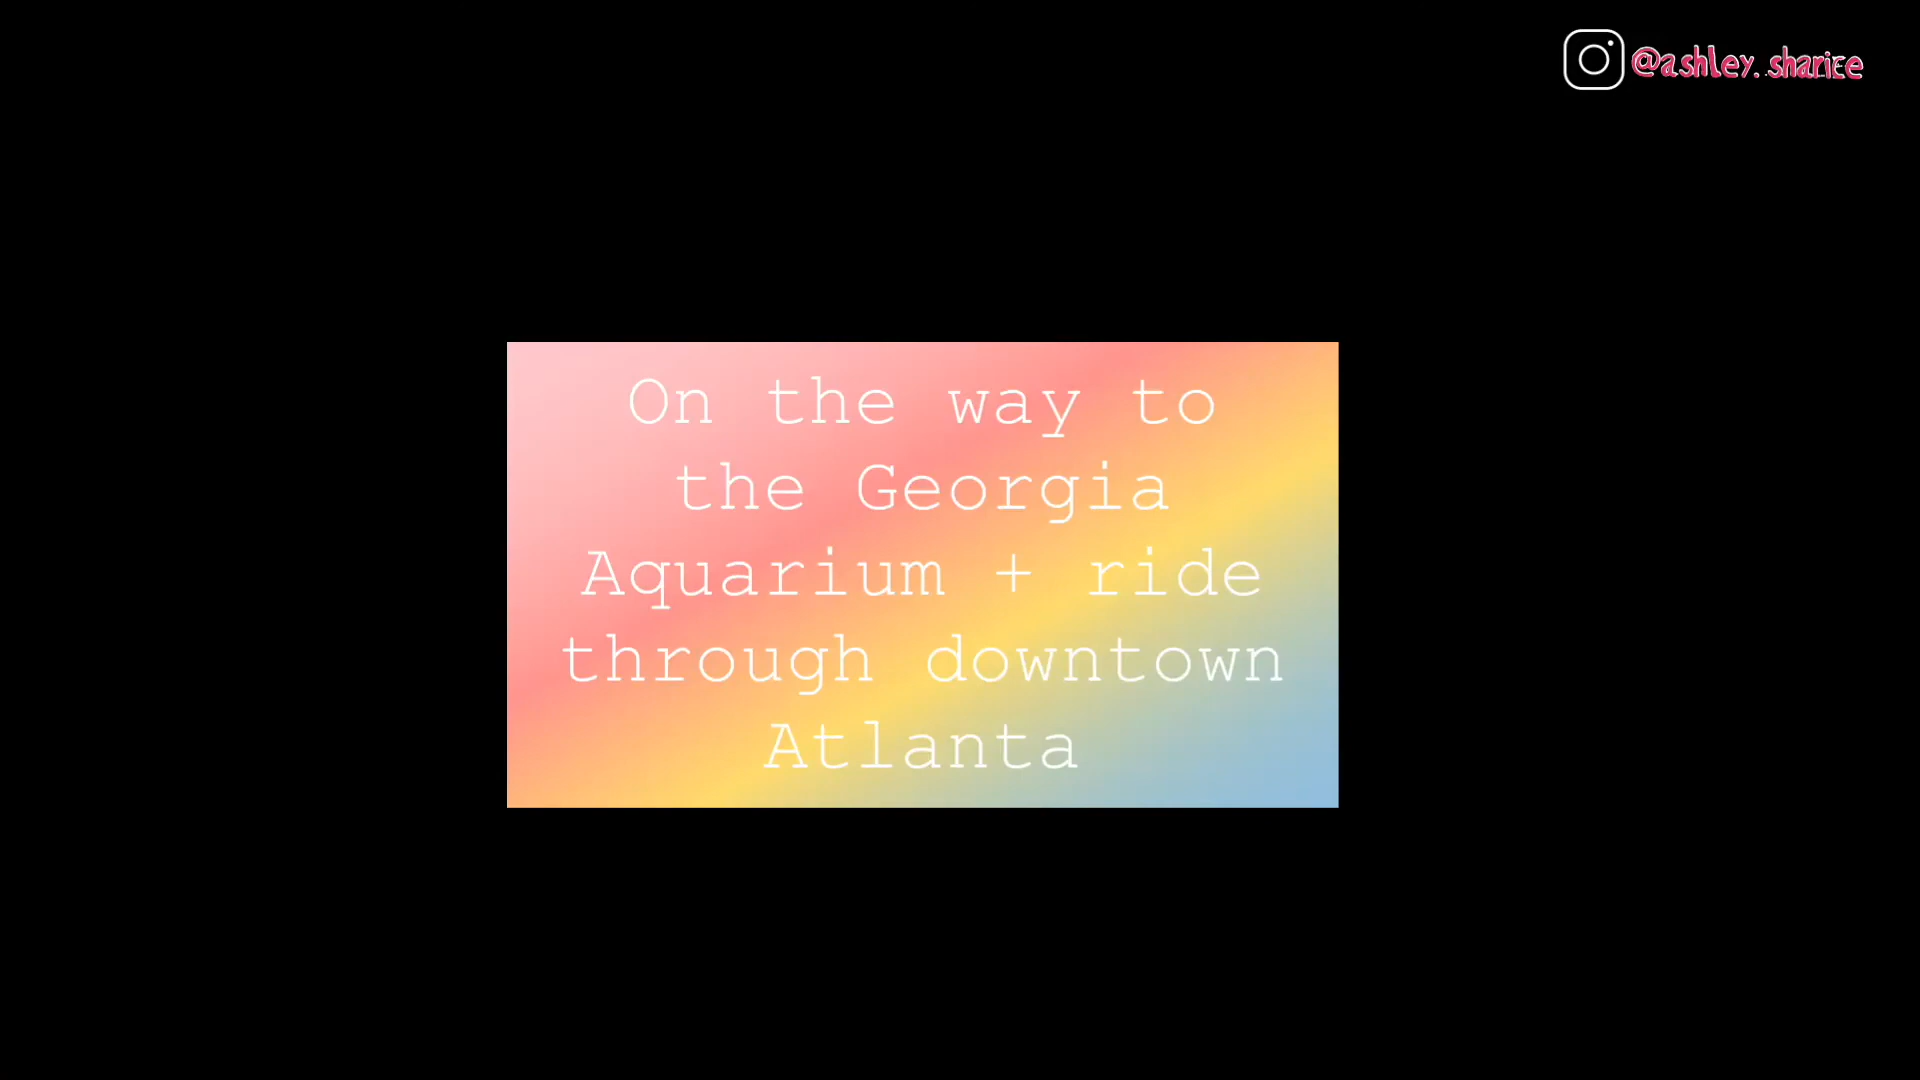 @ashley.sharice
On the way to
the Georgia
Aquarium + ride
through downtown
Atlanta